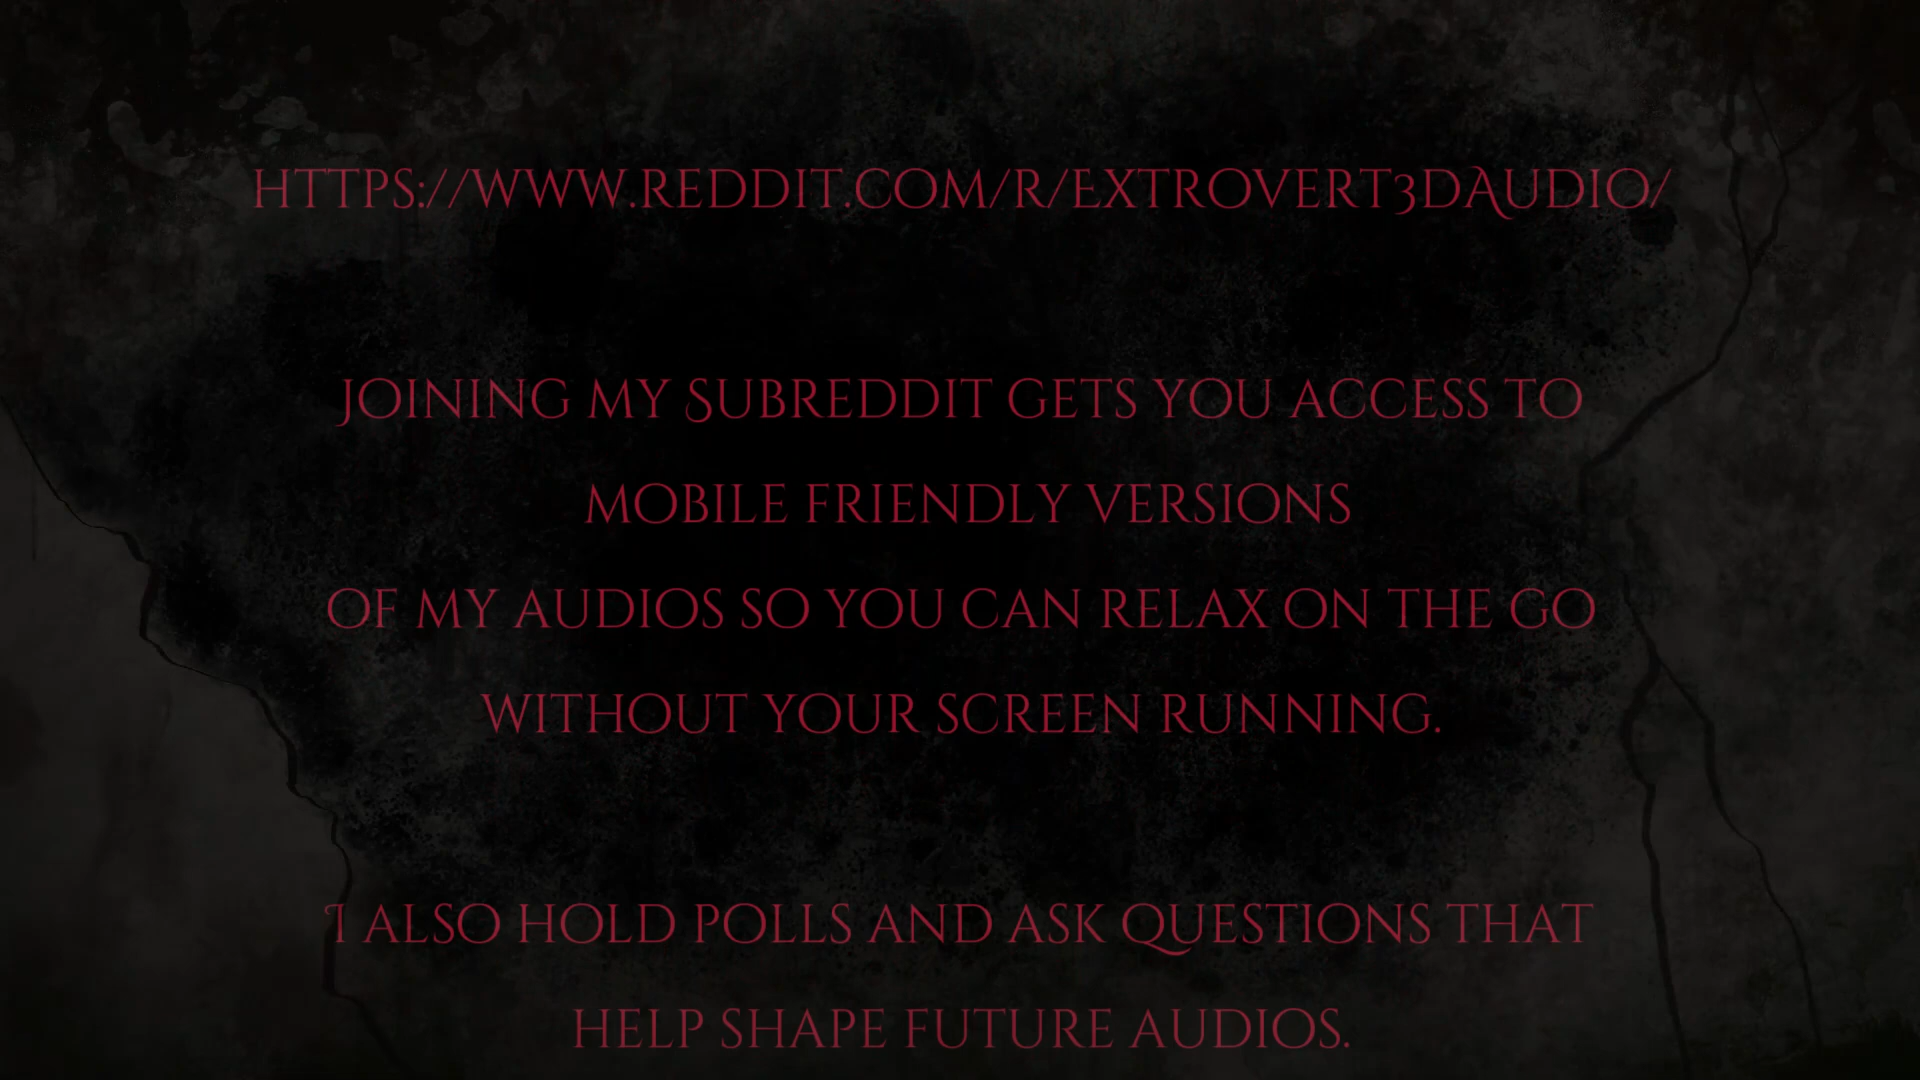 https://www.reddit.com/r/Extrovert3DAudio/
Joining my Subreddit gets you access to
mobile friendly versions
of my audios so you can relax on the go
without your screen running.
I also hold polls and ask questions that
help shape future audios.